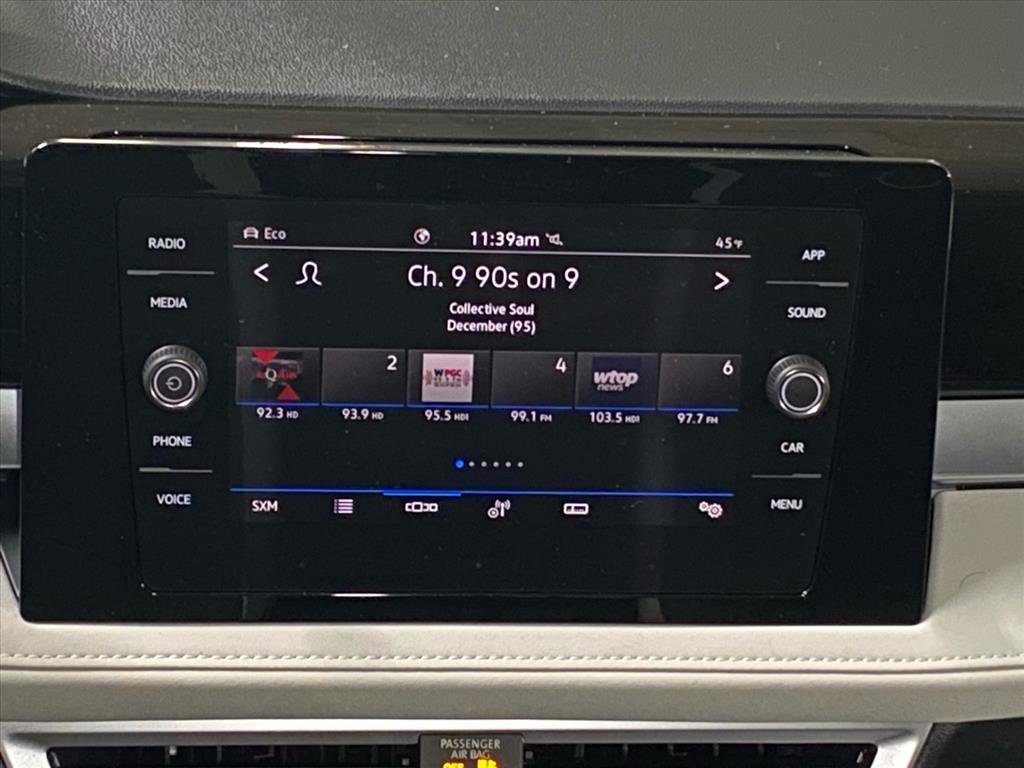 RADIO
MEDIA
PHONE
VOICE
Eco
11:39am
45°F
Ch. 9 90s on 9
Collective Soul
December (95)
2
WPGC
4
wtop
news
6
92.3 HD
93.9 HD
95.5 HD1
99.1 FM
103.5 HD1
97.7 FM
SXM
APP
SOUND
CAR
MENU
PASSENGER
AIR BAG
OFF